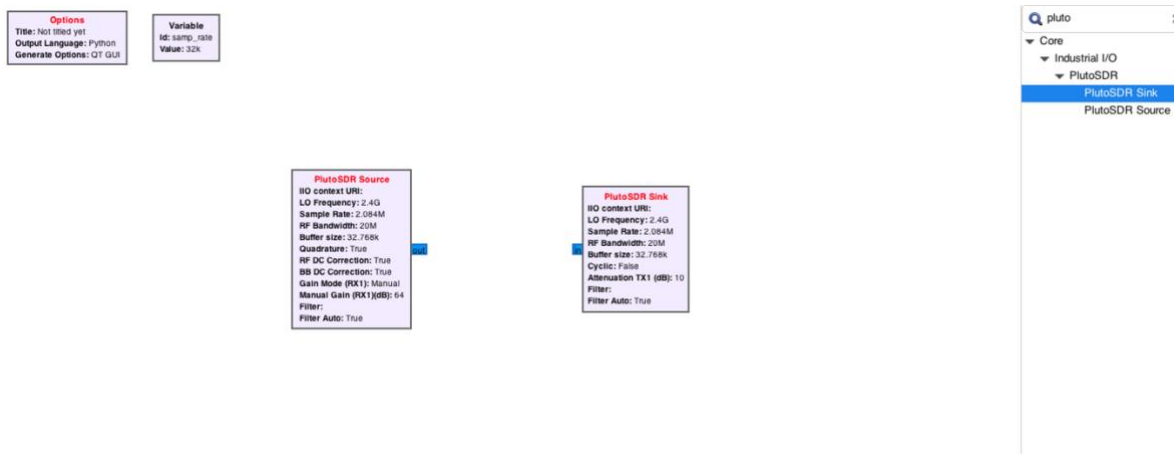 Options
Title: Not titled yet
Output Language: Python
Generate Options: QT GUI
Variable
Id: samp_rate
Value: 32k
PlutoSDR Source
IIO context URI:
LO Frequency: 2.4G
Sample Rate: 2.084M
RF Bandwidth: 20M
Buffer size: 32.768k
Quadrature: True
RF DC Correction: True
BB DC Correction: True
Gain Mode (RX1): Manual
Manual Gain (RX1)(dB): 64
Filter:
Filter Auto: True
out
PlutoSDR Sink
IIO context URI:
LO Frequency: 2.4G
Sample Rate: 2.084M
RF Bandwidth: 20M
Buffer size: 32.768k
Cyclic: False
Attenuation TX1 (dB): 10
Filter:
Filter Auto: True
in
pluto
Core
Industrial I/O
PlutoSDR
PlutoSDR Sink
PlutoSDR Source